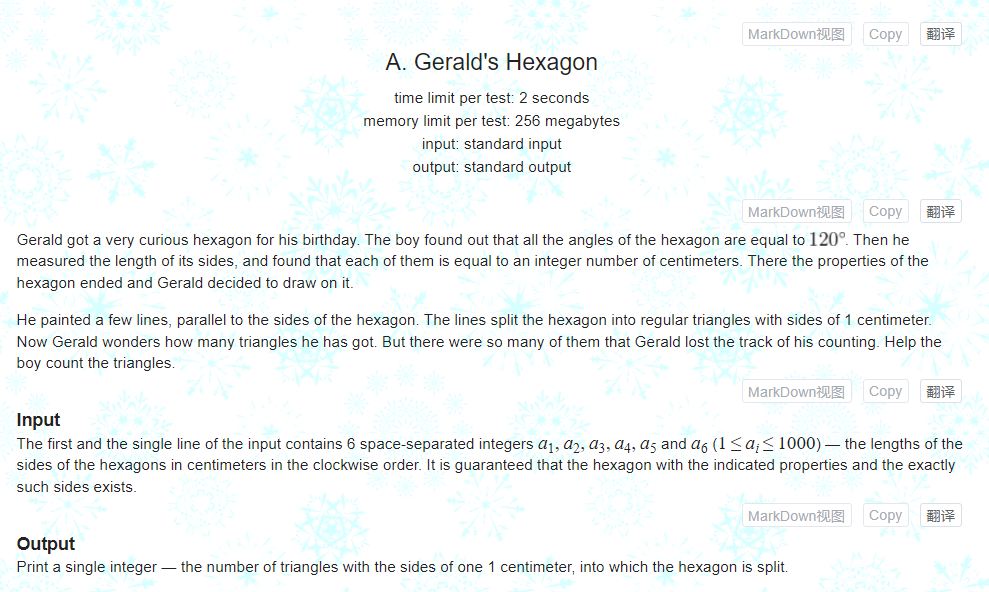 MarkDown视图 Copy 翻译
A. Gerald's Hexagon
time limit per test: 2 seconds
memory limit per test: 256 megabytes
input: standard input
output: standard output
MarkDown视图 Copy 翻译
Gerald got a very curious hexagon for his birthday. The boy found out that all the angles of the hexagon are equal to 120°. Then he
measured the length of its sides, and found that each of them is equal to an integer number of centimeters. There the properties of the
hexagon ended and Gerald decided to draw on it.
He painted a few lines, parallel to the sides of the hexagon. The lines split the hexagon into regular triangles with sides of 1 centimeter.
Now Gerald wonders how many triangles he has got. But there were so many of them that Gerald lost the track of his counting. Help the
boy count the triangles.
MarkDown视图 Copy 翻译
Input
The first and the single line of the input contains 6 space-separated integers a₁, a₂, a₃, a₄, a₅ and a₆ (1 ≤ aᵢ ≤ 1000) — the lengths of the
sides of the hexagons in centimeters in the clockwise order. It is guaranteed that the hexagon with the indicated properties and the exactly
such sides exists.
MarkDown视图 Copy 翻译
Output
Print a single integer — the number of triangles with the sides of one 1 centimeter, into which the hexagon is split.